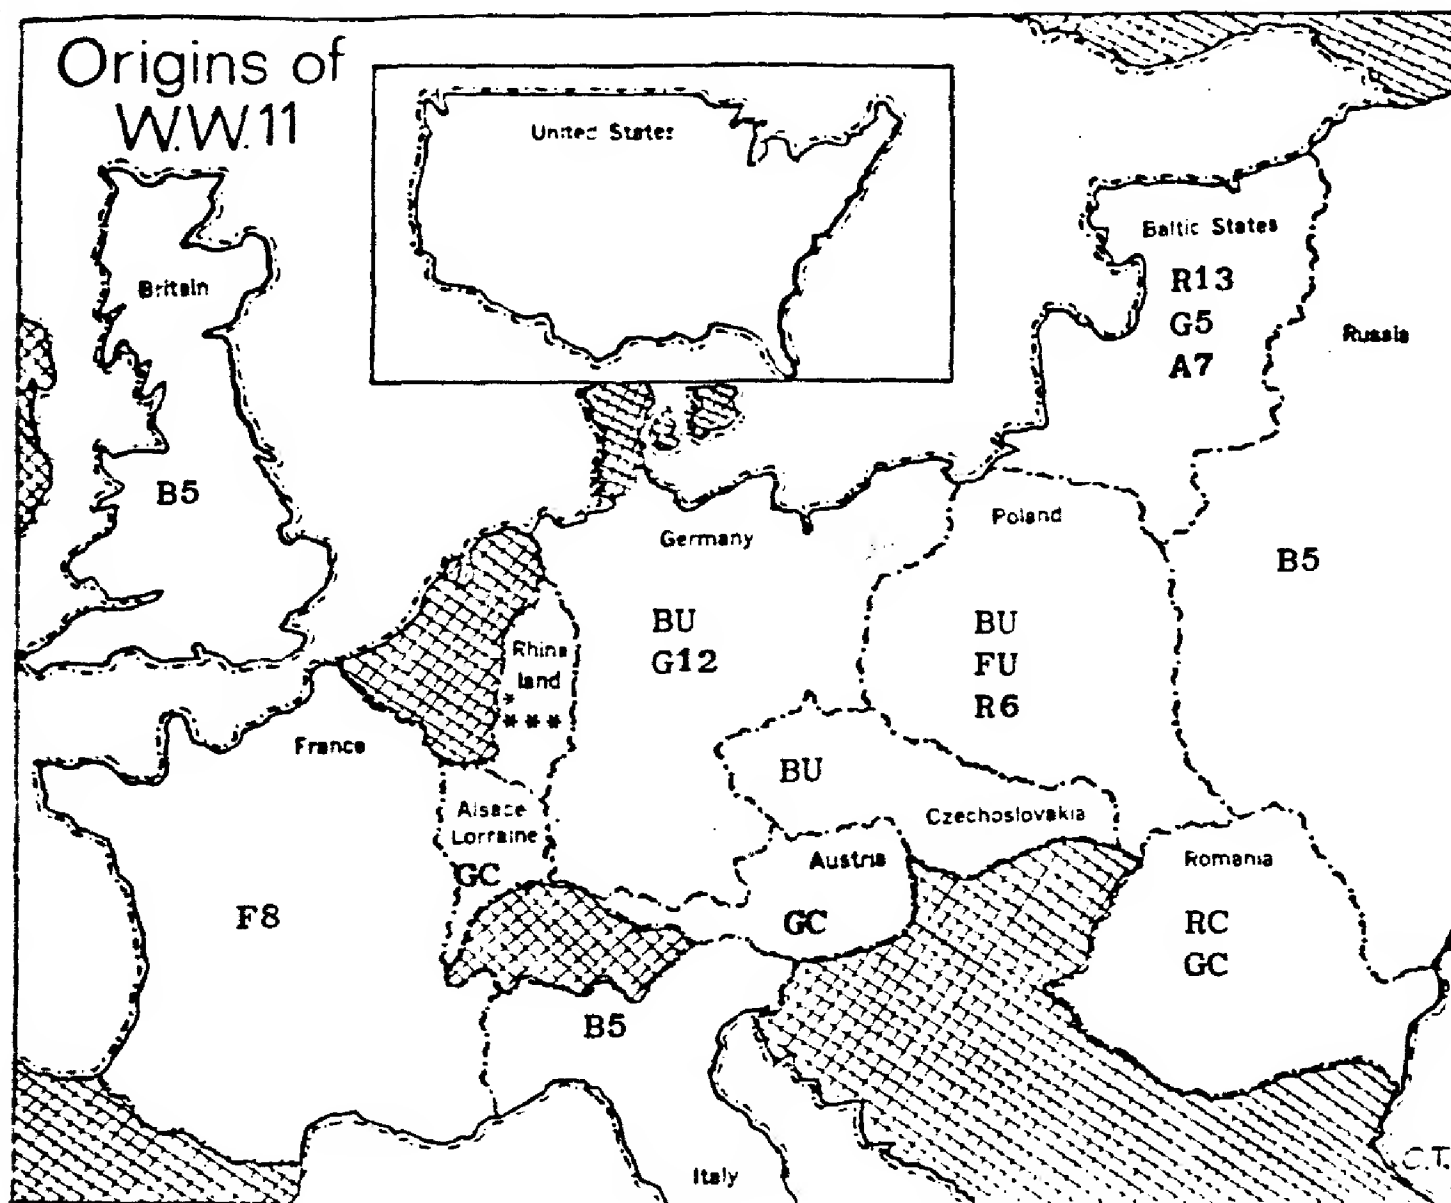 Origins of
W.W.11
United States
Britain
B5
Baltic States
R13
G5
A7
Russia
B5
Germany
BU
G12
Poland
BU
FU
R6
Rhine
land
*
***
France
F8
Alsace
Lorraine
GC
BU
Czechoslovakia
Austria
GC
Romania
RC
GC
B5
Italy
C.T.